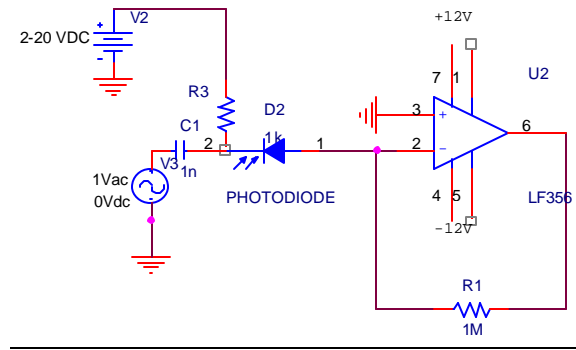 +12V
V2
2-20 VDC
+
-
7 1
U2
R3
D2
3
+
C1
1k
6
2
1
2
-
V3
1n
1Vac
0Vdc
PHOTODIODE
4 5
LF356
-12V
R1
1M